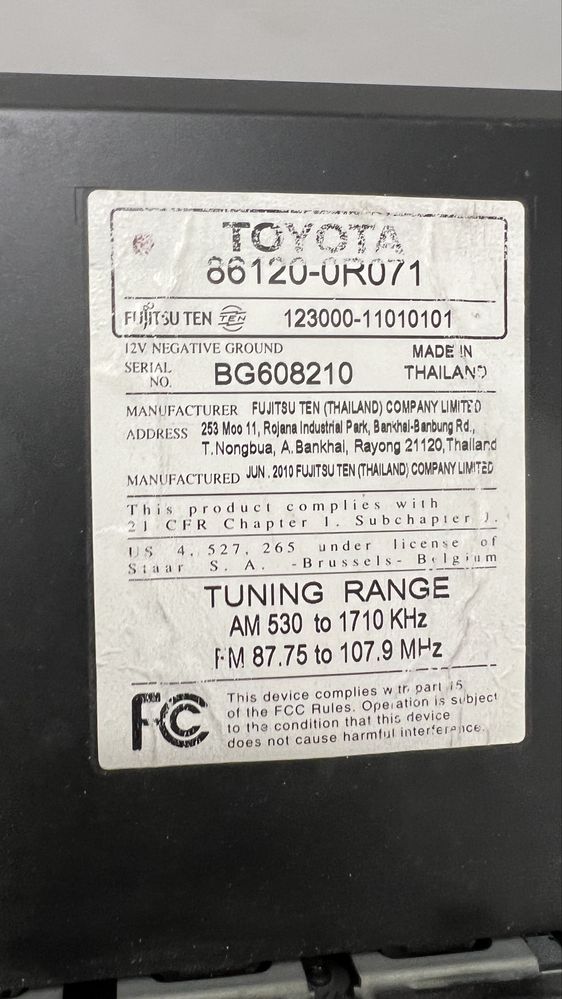 TOYOTA
86120-0R071
FUJITSU TEN TEN 123000-11010101
12V NEGATIVE GROUND
MADE IN
THAILAND
SERIAL
NO. BG608210
MANUFACTURER FUJITSU TEN (THAILAND) COMPANY LIMITED
ADDRESS 253 Moo 11, Rojana Industrial Park, Bankhai-Banbung Rd.,
T.Nongbua, A.Bankhai, Rayong 21120,Thailand
MANUFACTURED JUN . 2010 FUJITSU TEN (THAILAND) COMPANY LIMITED
This product complies with
21 CFR Chapter I. Subchapter J.
US 4, 527, 265 under license of
Staar S. A. -Brussels- Belgium
TUNING RANGE
AM 530 to 1710 KHz
FM 87.75 to 107.9 MHz
FC This device complies with part 15
of the FCC Rules. Operation is subject
to the condition that this device
does not cause harmful interference.